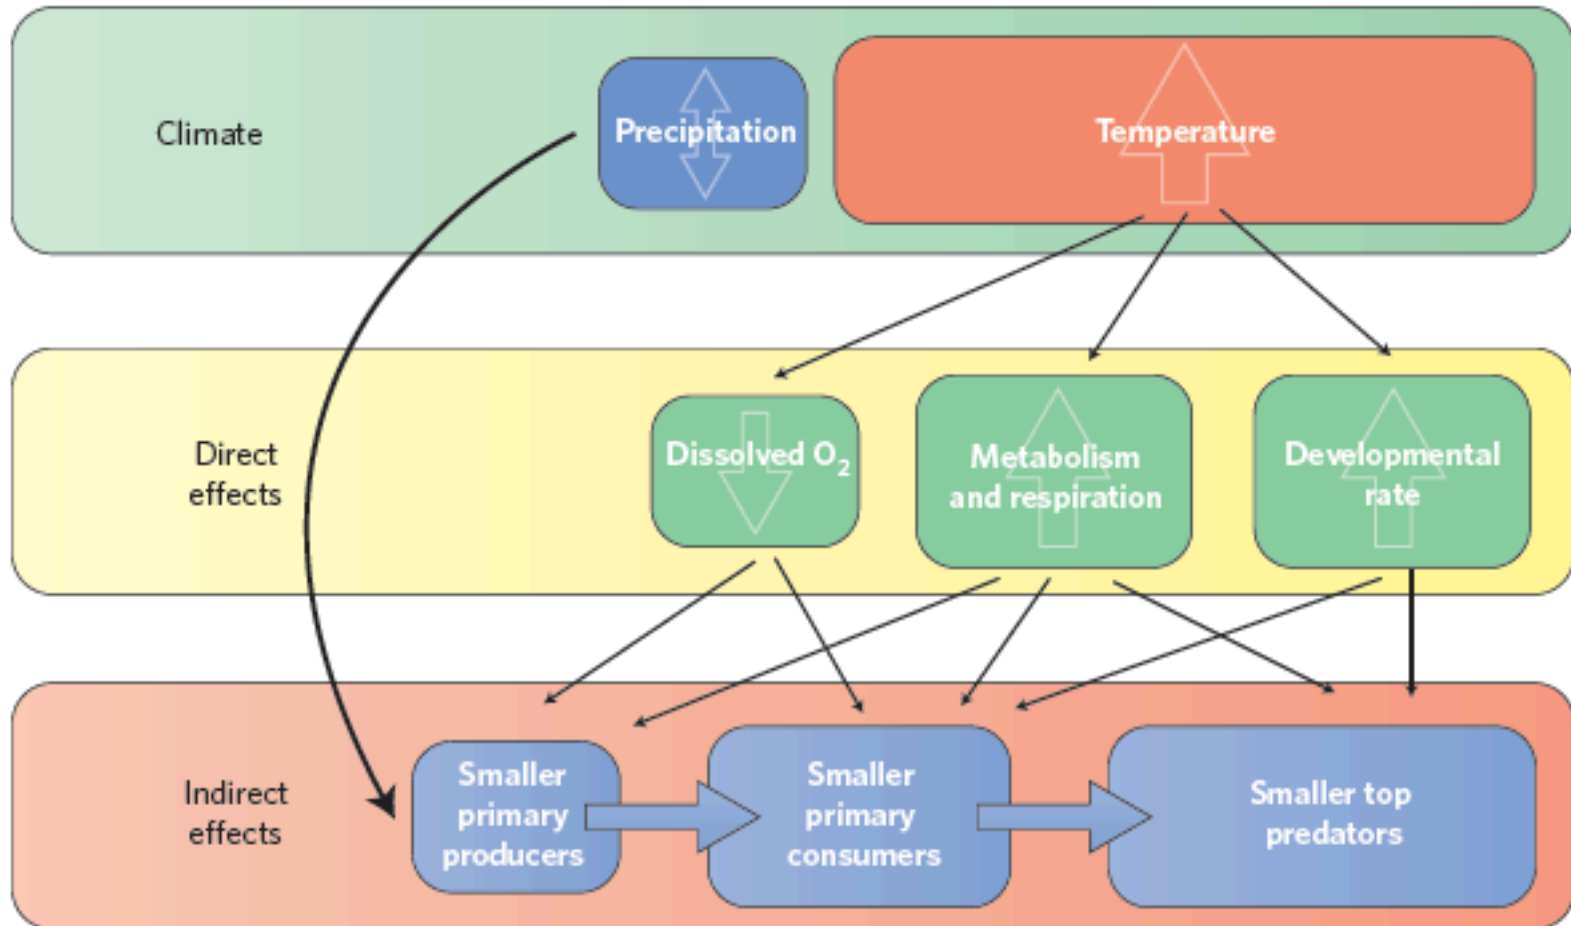 Climate
Precipitation
Temperature
Direct
effects
Dissolved O₂
Metabolism
and respiration
Developmental
rate
Indirect
effects
Smaller
primary
producers
Smaller
primary
consumers
Smaller top
predators